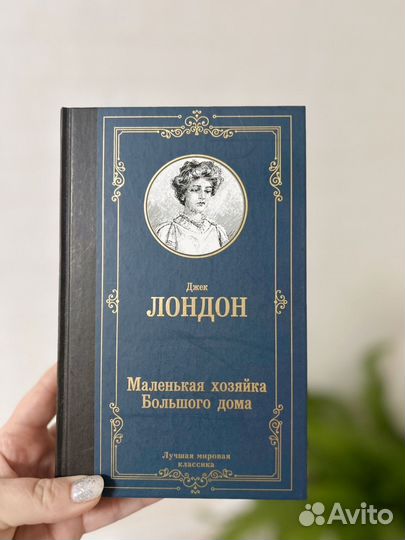 Джек
ЛОНДОН
Маленькая хозяйка
Большого дома
Лучшая мировая
классика
Avito